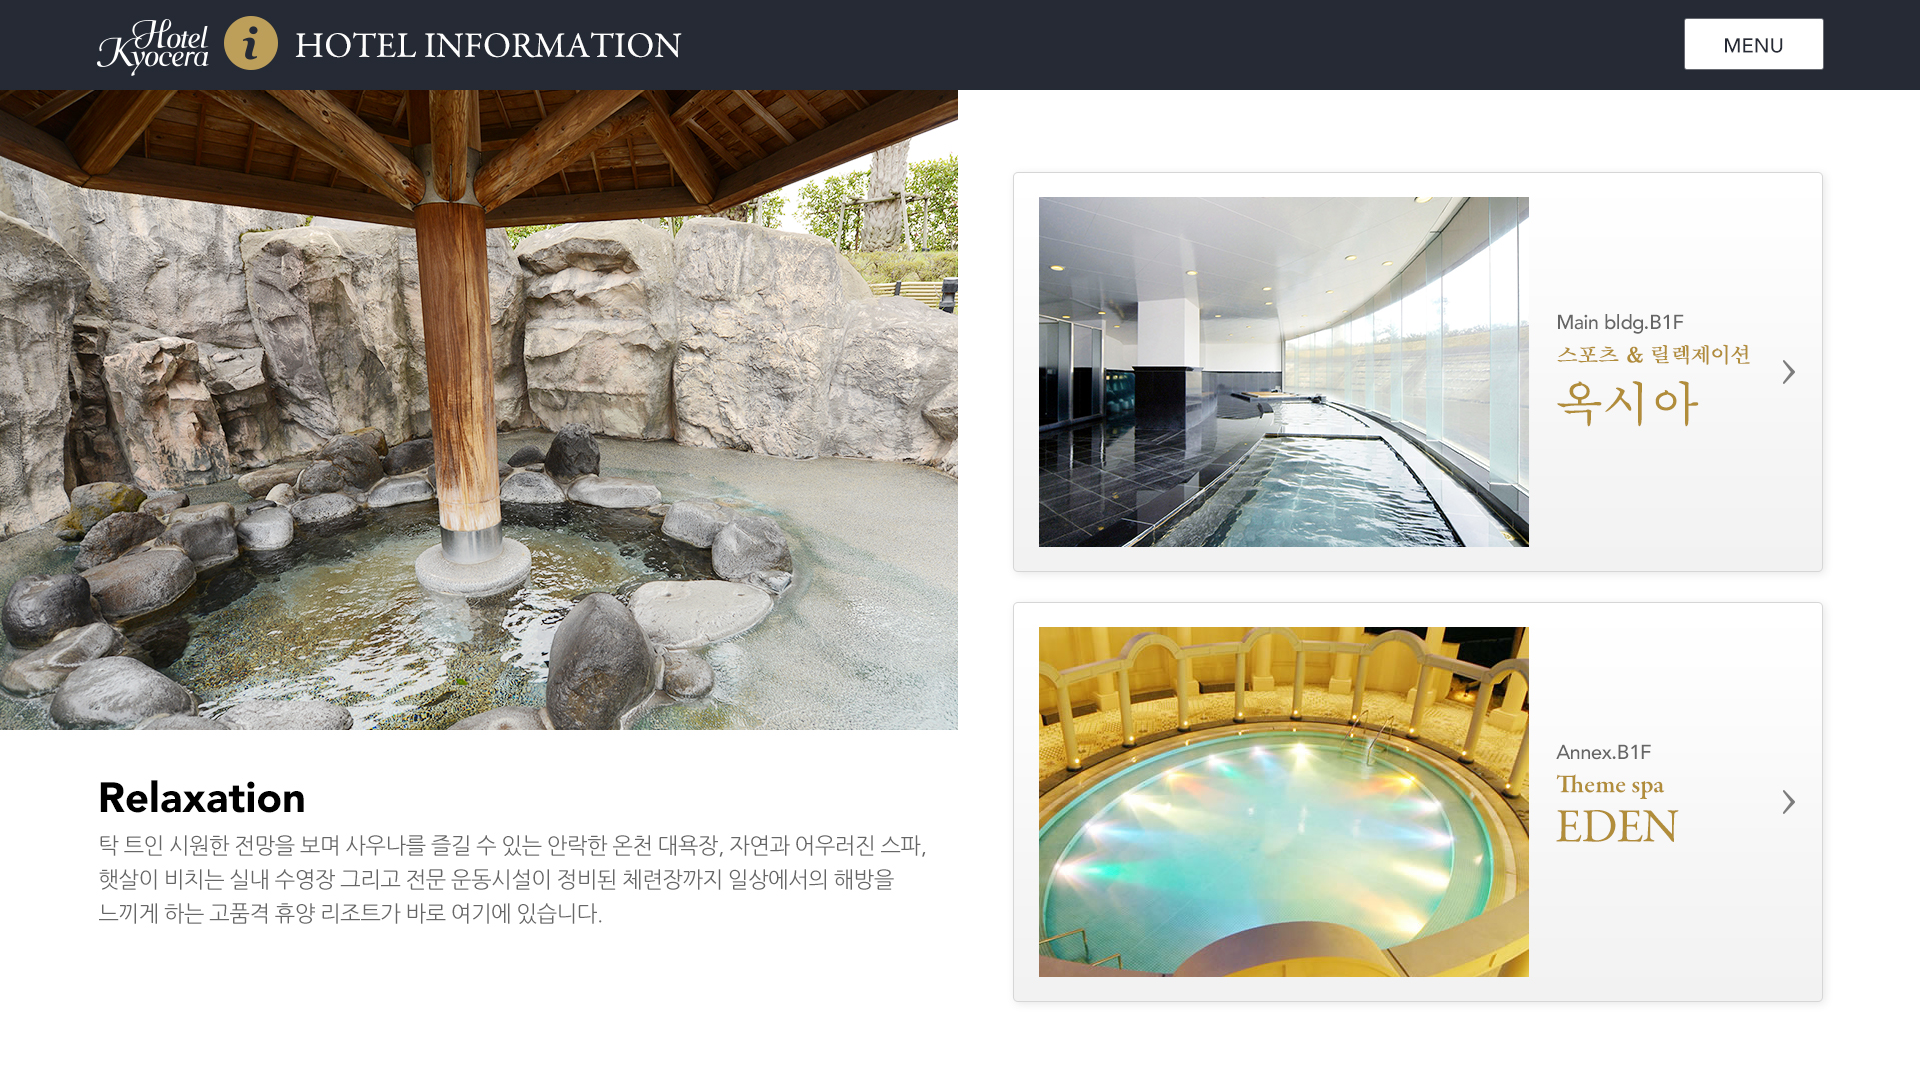 Hotel
Kyocera
i HOTEL INFORMATION
MENU
Relaxation
탁 트인 시원한 전망을 보며 사우나를 즐길 수 있는 안락한 온천 대욕장, 자연과 어우러진 스파,
햇살이 비치는 실내 수영장 그리고 전문 운동시설이 정비된 체련장까지 일상에서의 해방을
느끼게 하는 고품격 휴양 리조트가 바로 여기에 있습니다.
Main bldg.B1F
스포츠 & 릴렉제이션
옥시아
Annex.B1F
Theme spa
EDEN